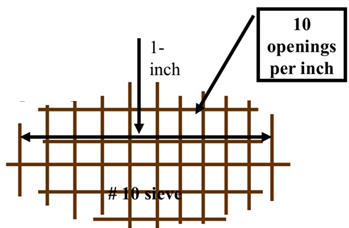 1-
inch
10
openings
per inch
# 10 sieve